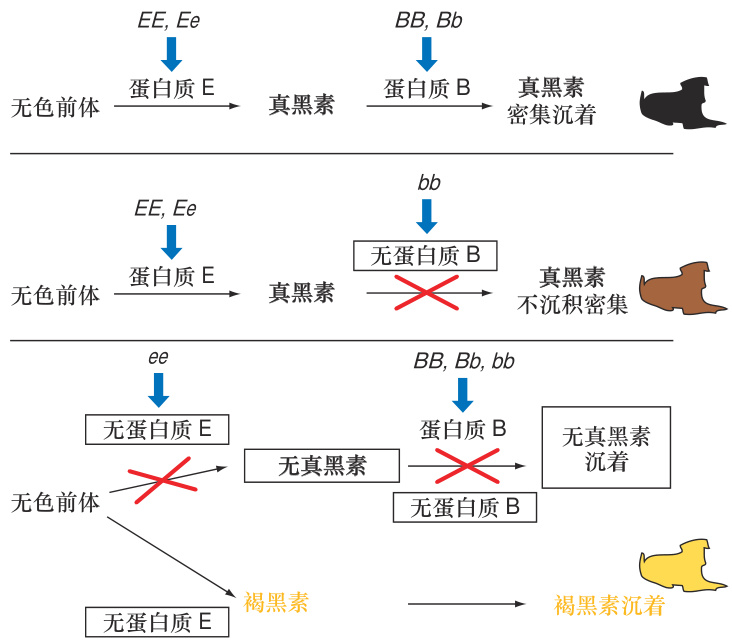 EE, Ee
BB, Bb
蛋白质 E
蛋白质 B
无色前体
真黑素
真黑素
密集沉着
EE, Ee
bb
蛋白质 E
无蛋白质 B
无色前体
真黑素
真黑素
不沉积密集
ee
BB, Bb, bb
无蛋白质 E
蛋白质 B
无真黑素
无真黑素
沉着
无色前体
无蛋白质 B
褐黑素
褐黑素沉着
无蛋白质 E